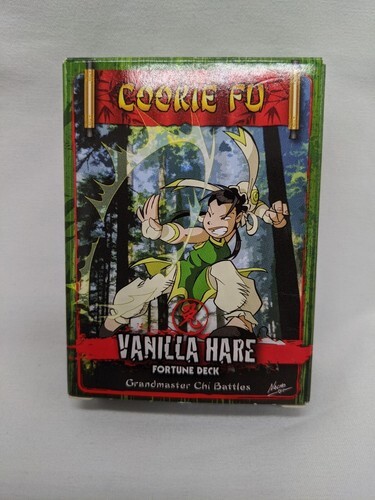 COOKIE FU
VANILLA HARE
FORTUNE DECK
Grandmaster Chi Battles